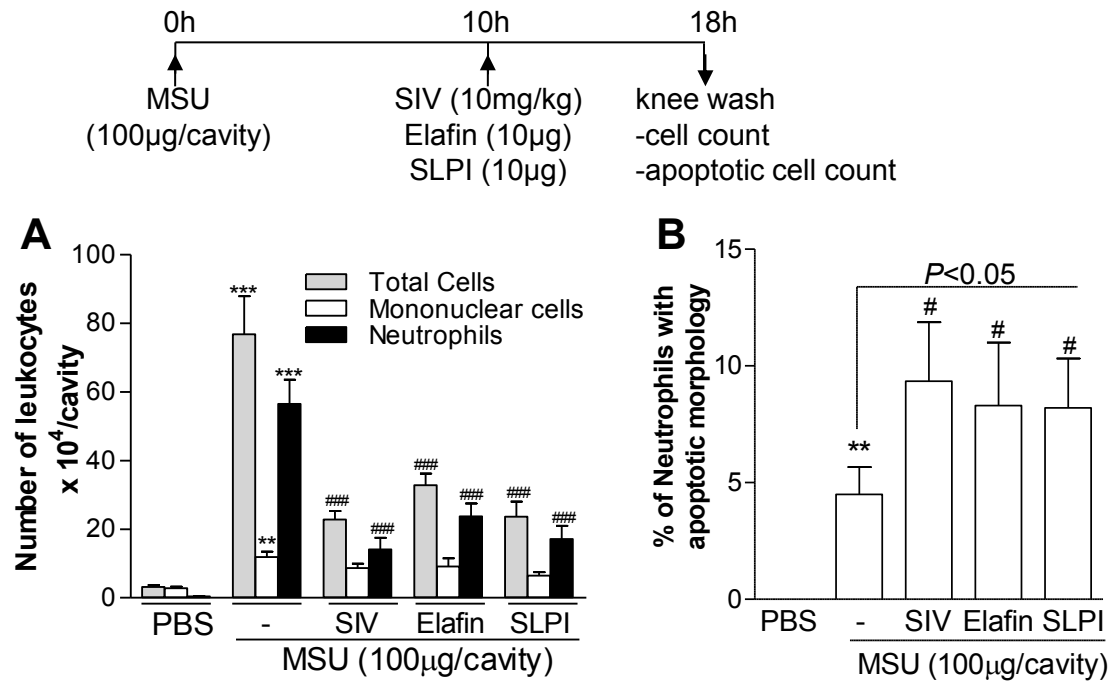 0h 10h 18h
MSU SIV (10mg/kg) knee wash
(100µg/cavity) Elafin (10µg) -cell count
SLPI (10µg) -apoptotic cell count
A
Number of leukocytes
x 10⁴/cavity
100
80
60
40
20
0
Total Cells
Mononuclear cells
Neutrophils
***
**
***
###
###
###
###
###
###
PBS - SIV Elafin SLPI
MSU (100µg/cavity)
B
% of Neutrophils with
apoptotic morphology
15
10
5
0
P<0.05
**
#
#
#
PBS - SIV Elafin SLPI
MSU (100µg/cavity)